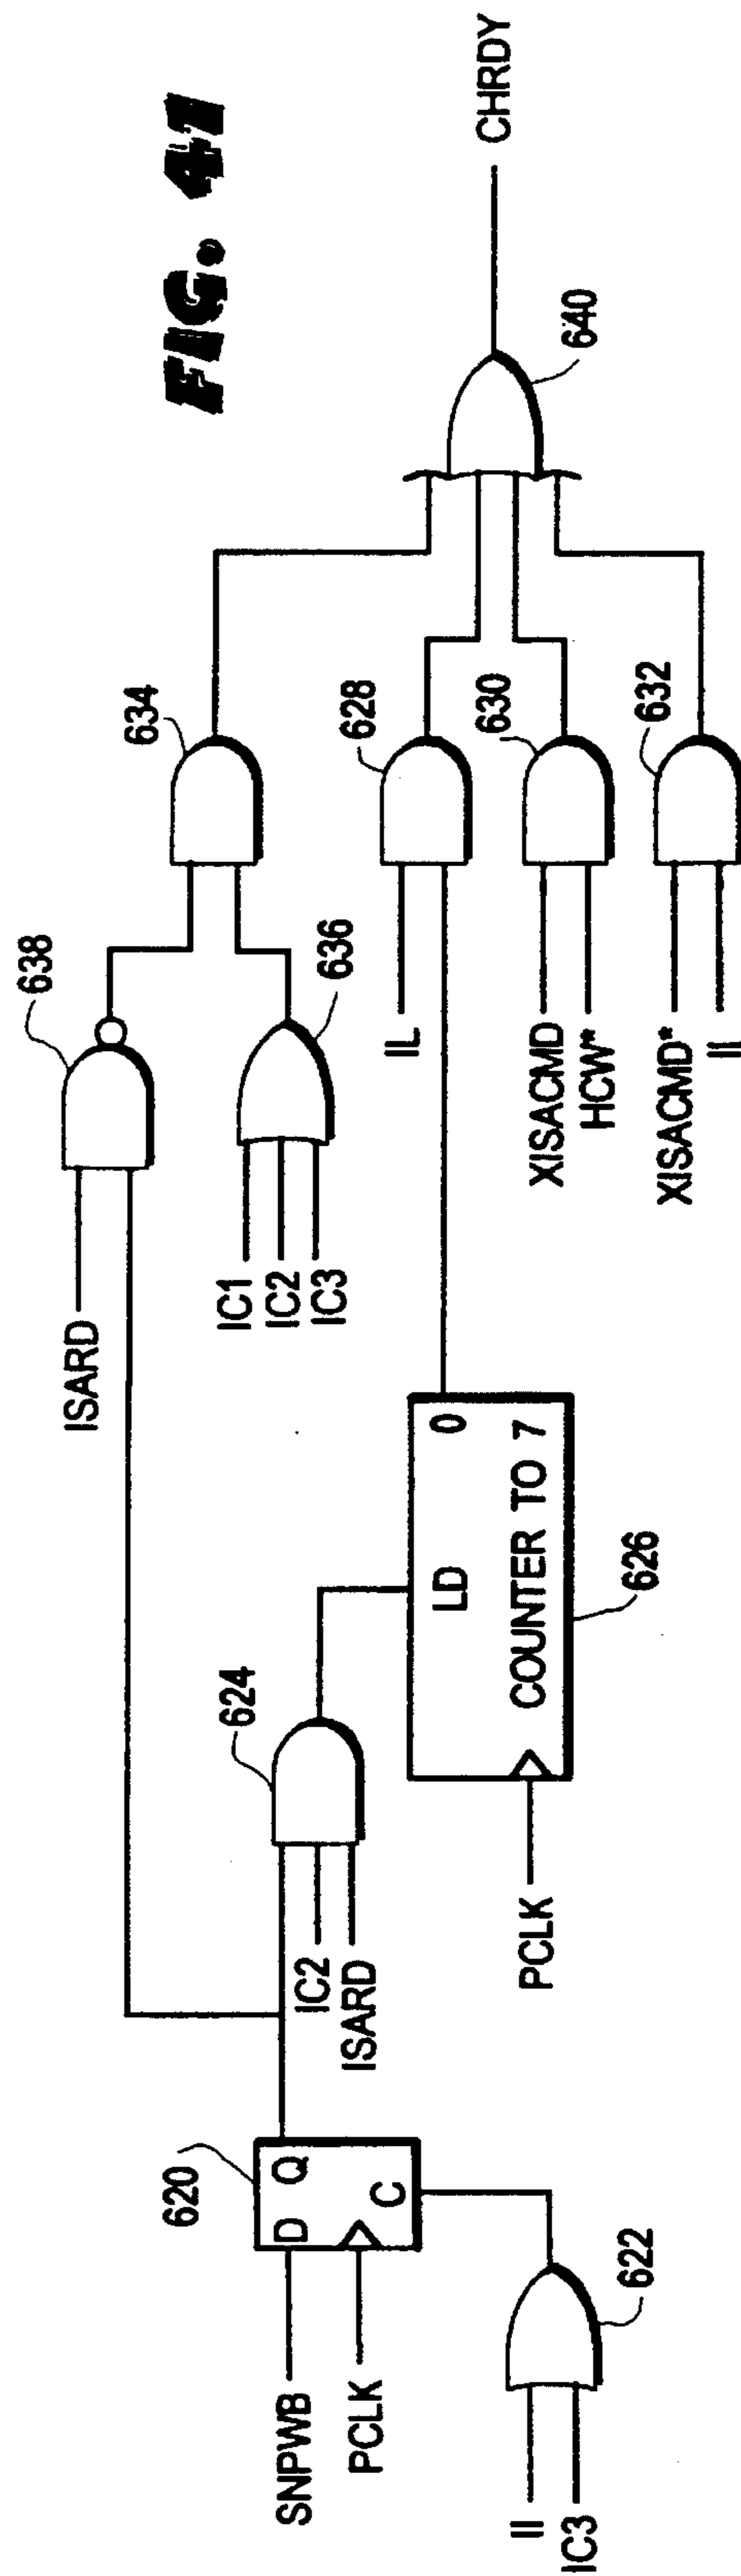 FIG. 41
SNPWB
PCLK
D
Q
C
620
II
IC3
622
IC2
ISARD
624
PCLK
LD
0
COUNTER TO 7
626
ISARD
638
IC1
IC2
IC3
636
634
IL
628
XISACMD
HCW*
630
XISACMD*
II
632
640
CHRDY